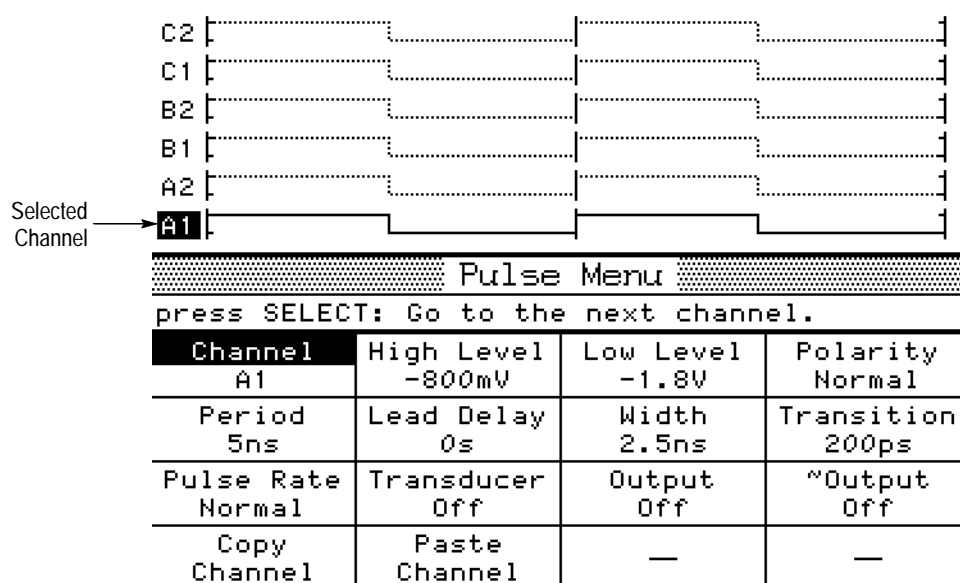 C2
C1
B2
B1
A2
Selected
Channel
A1
Pulse Menu
press SELECT: Go to the next channel.
Channel High Level Low Level Polarity
A1 -800mV -1.8V Normal
Period Lead Delay Width Transition
5ns 0s 2.5ns 200ps
Pulse Rate Transducer Output ~Output
Normal Off Off Off
Copy Paste — —
Channel Channel